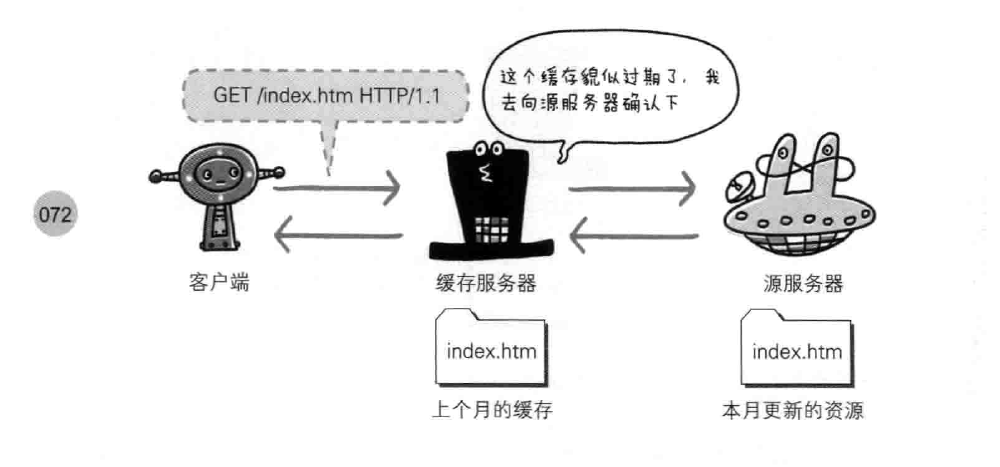 GET /index.htm HTTP/1.1
这个缓存貌似过期了，我
去向源服务器确认下
072
客户端
缓存服务器
源服务器
index.htm
index.htm
上个月的缓存
本月更新的资源